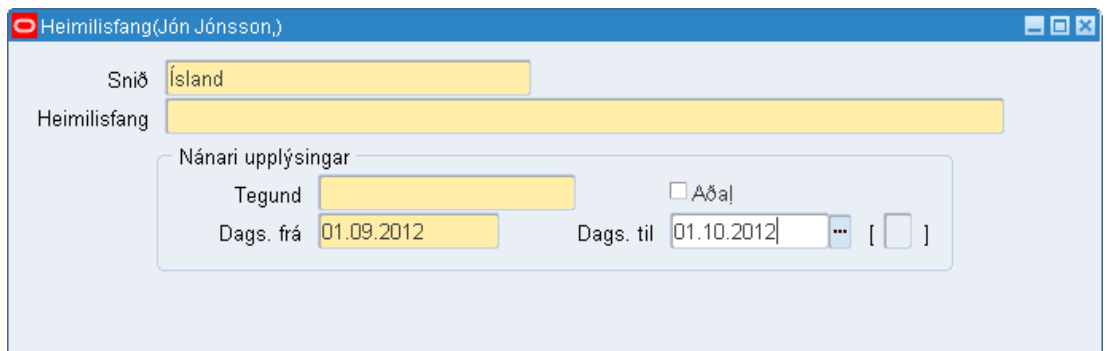 Heimilisfang(Jón Jónsson,)
Snið Ísland
Heimilisfang
Nánari upplýsingar
Tegund Aðal
Dags. frá 01.09.2012 Dags. til 01.10.2012 ... [ ]